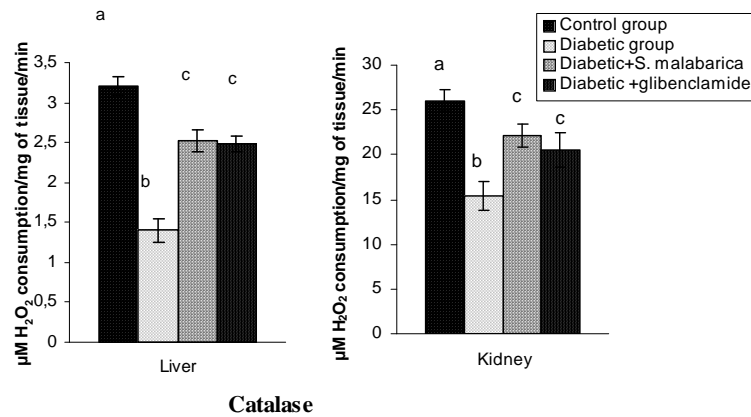 Control group
Diabetic group
Diabetic+S. malabarica
Diabetic +glibenclamide
µM H₂O₂ consumption/mg of tissue/min
3,5
3
2,5
2
1,5
1
0,5
0
a
b
c
c
Liver
µM H₂O₂ consumption/mg of tissue/min
30
25
20
15
10
5
0
a
b
c
c
Kidney
Catalase